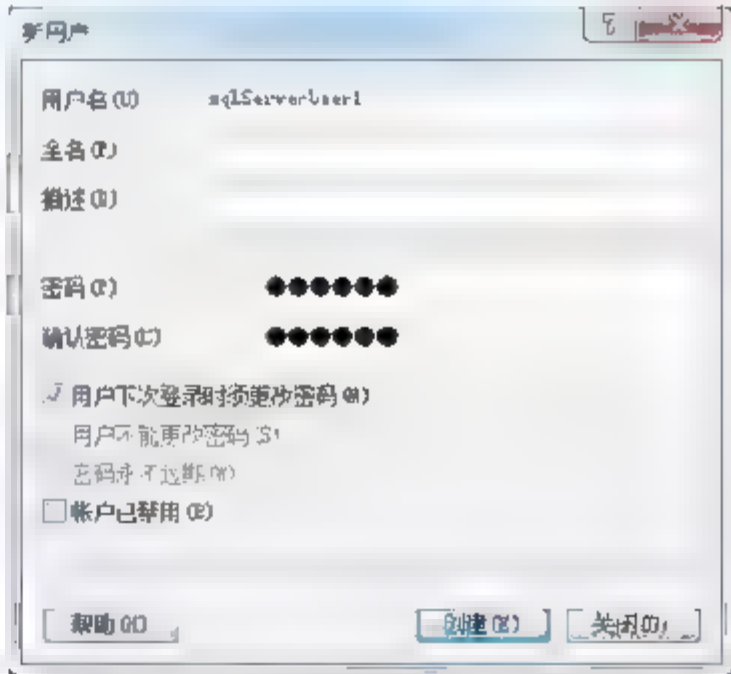 新用户
用户名(U) sqlServerUser1
全名(F)
描述(D)
密码(P)
确认密码(C)
用户下次登录时须更改密码(M)
用户不能更改密码(S)
密码永不过期(W)
帐户已禁用(B)
帮助(H) 创建(E) 关闭(O)